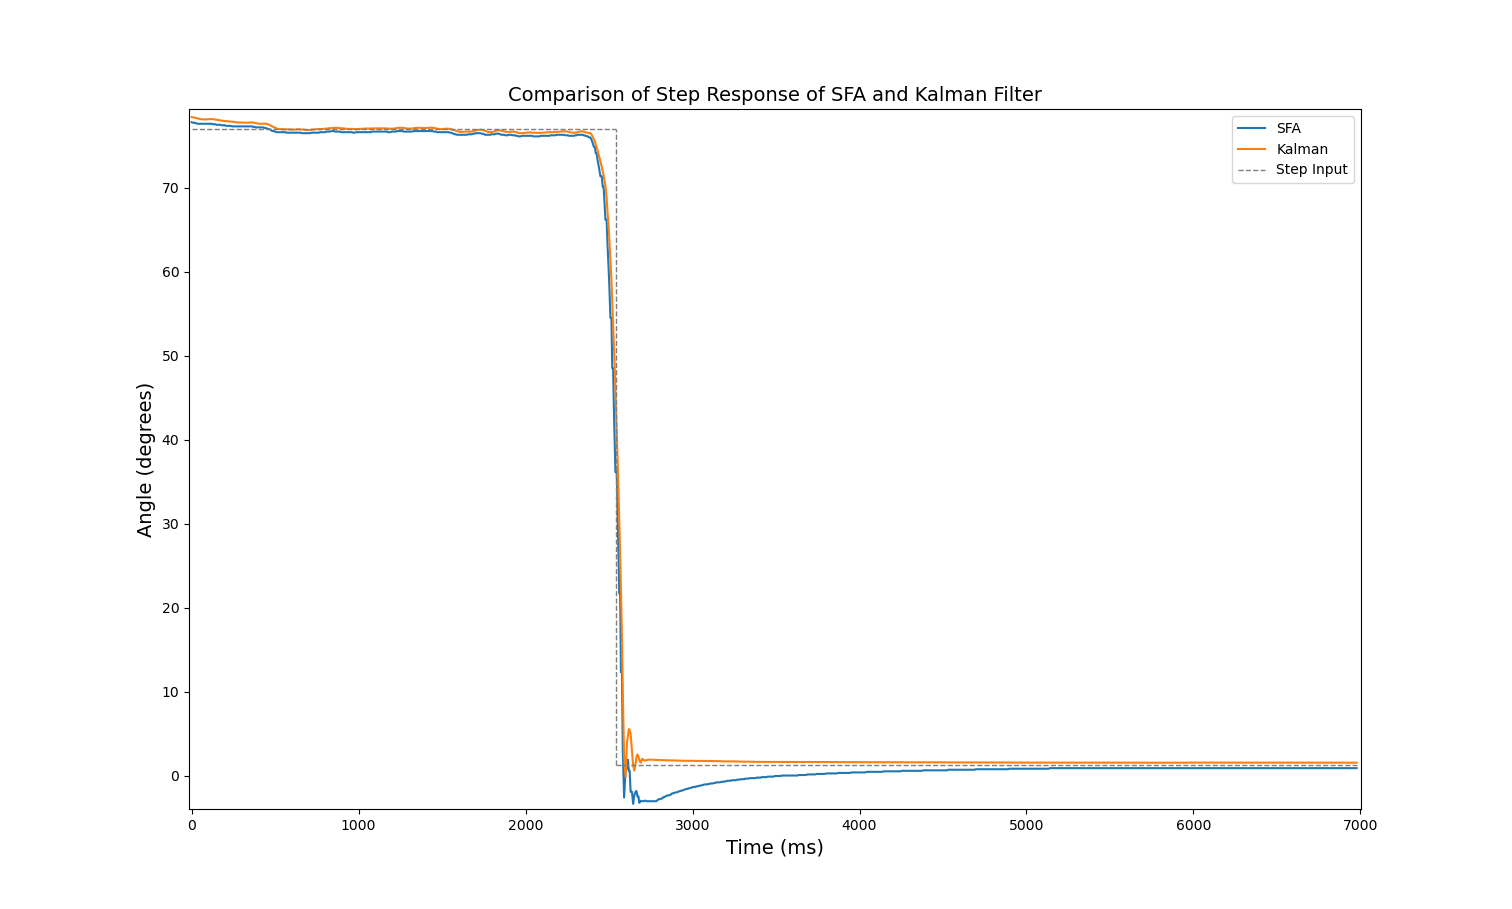 Comparison of Step Response of SFA and Kalman Filter
SFA
Kalman
Step Input
Angle (degrees)
70
60
50
40
30
20
10
0
0 1000 2000 3000 4000 5000 6000 7000
Time (ms)